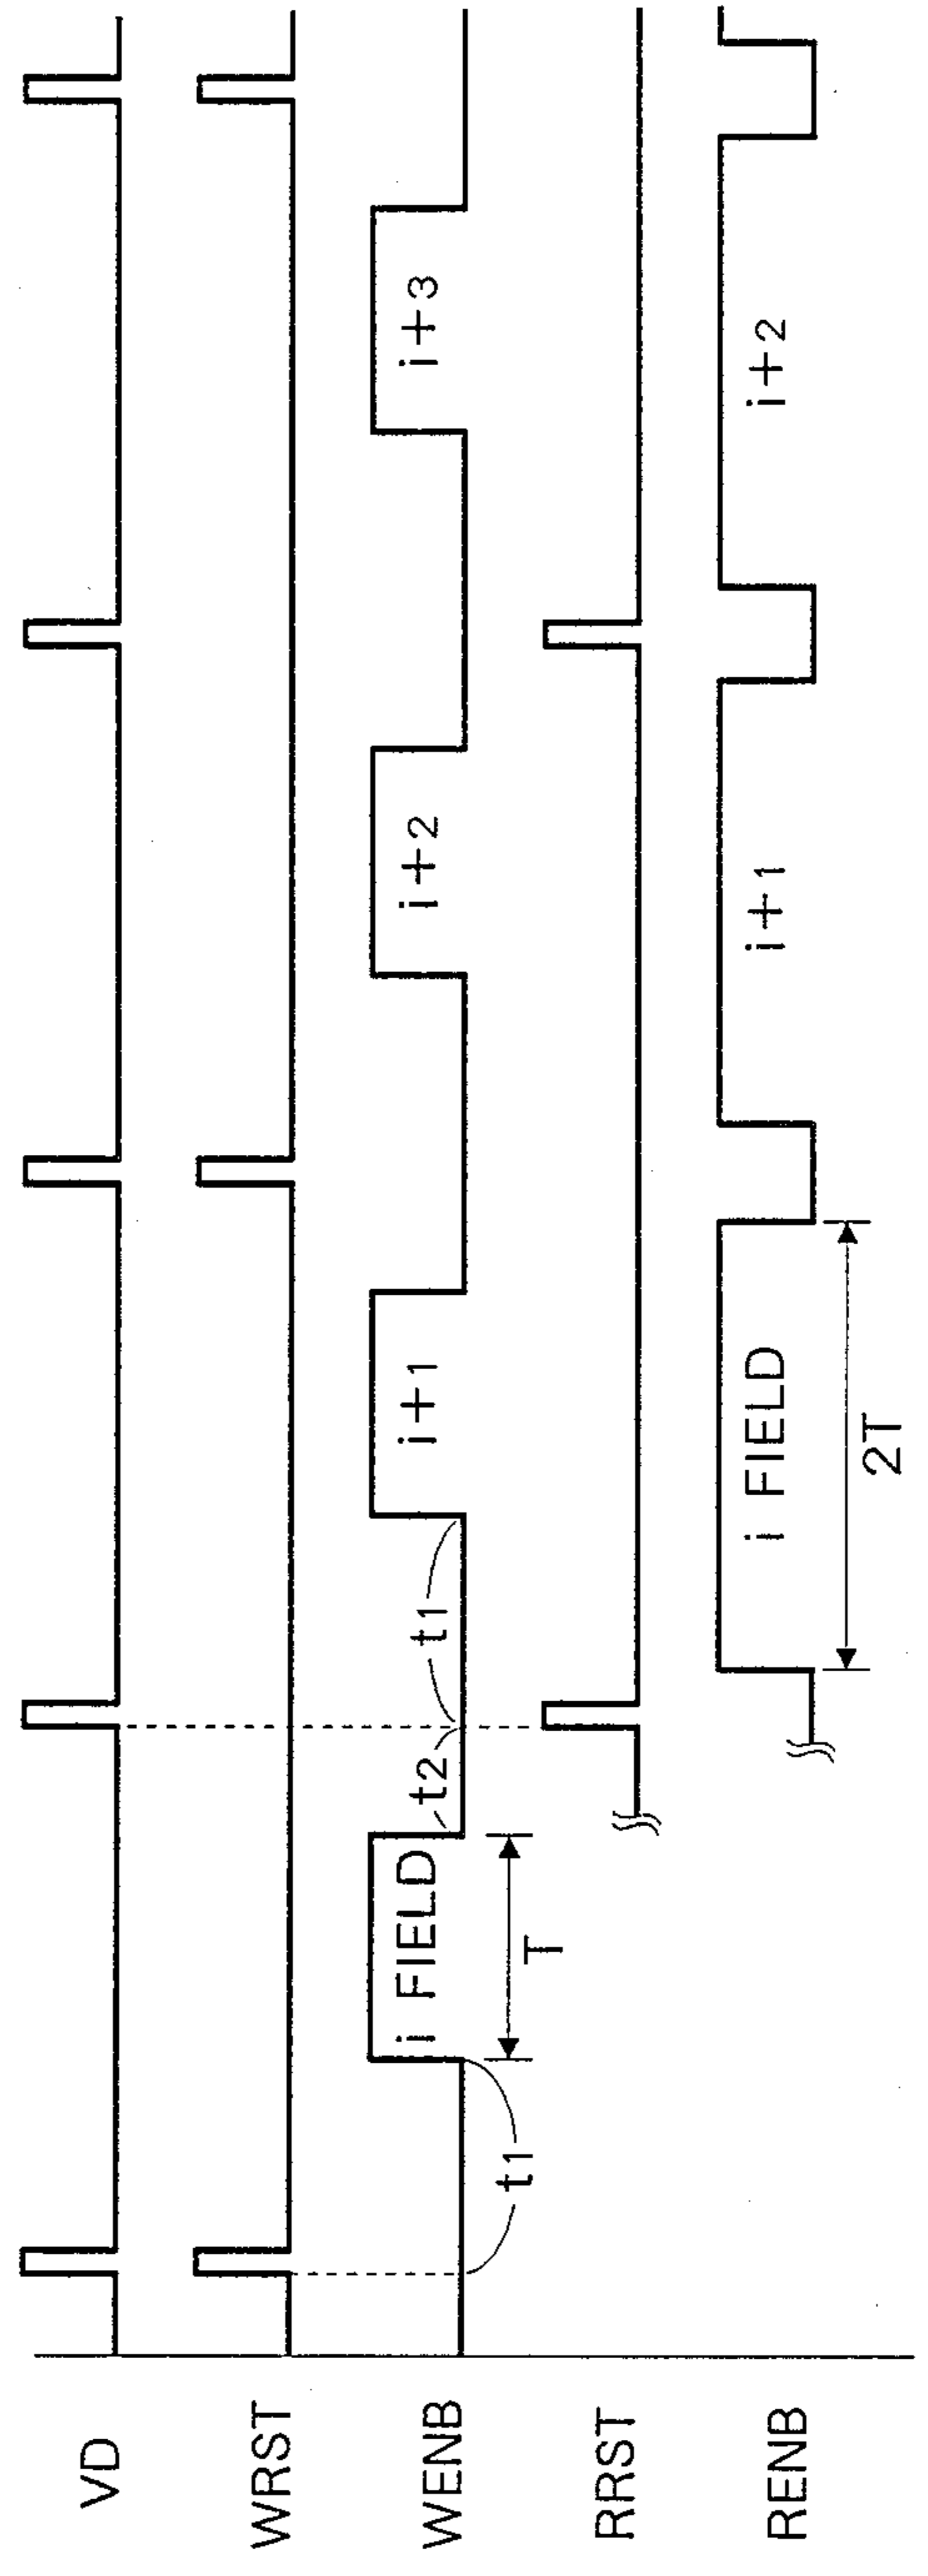 VD
WRST
WENB
t1
i FIELD
T
t2
t1
i+1
i+2
i+3
RRST
RENB
i FIELD
2T
i+1
i+2